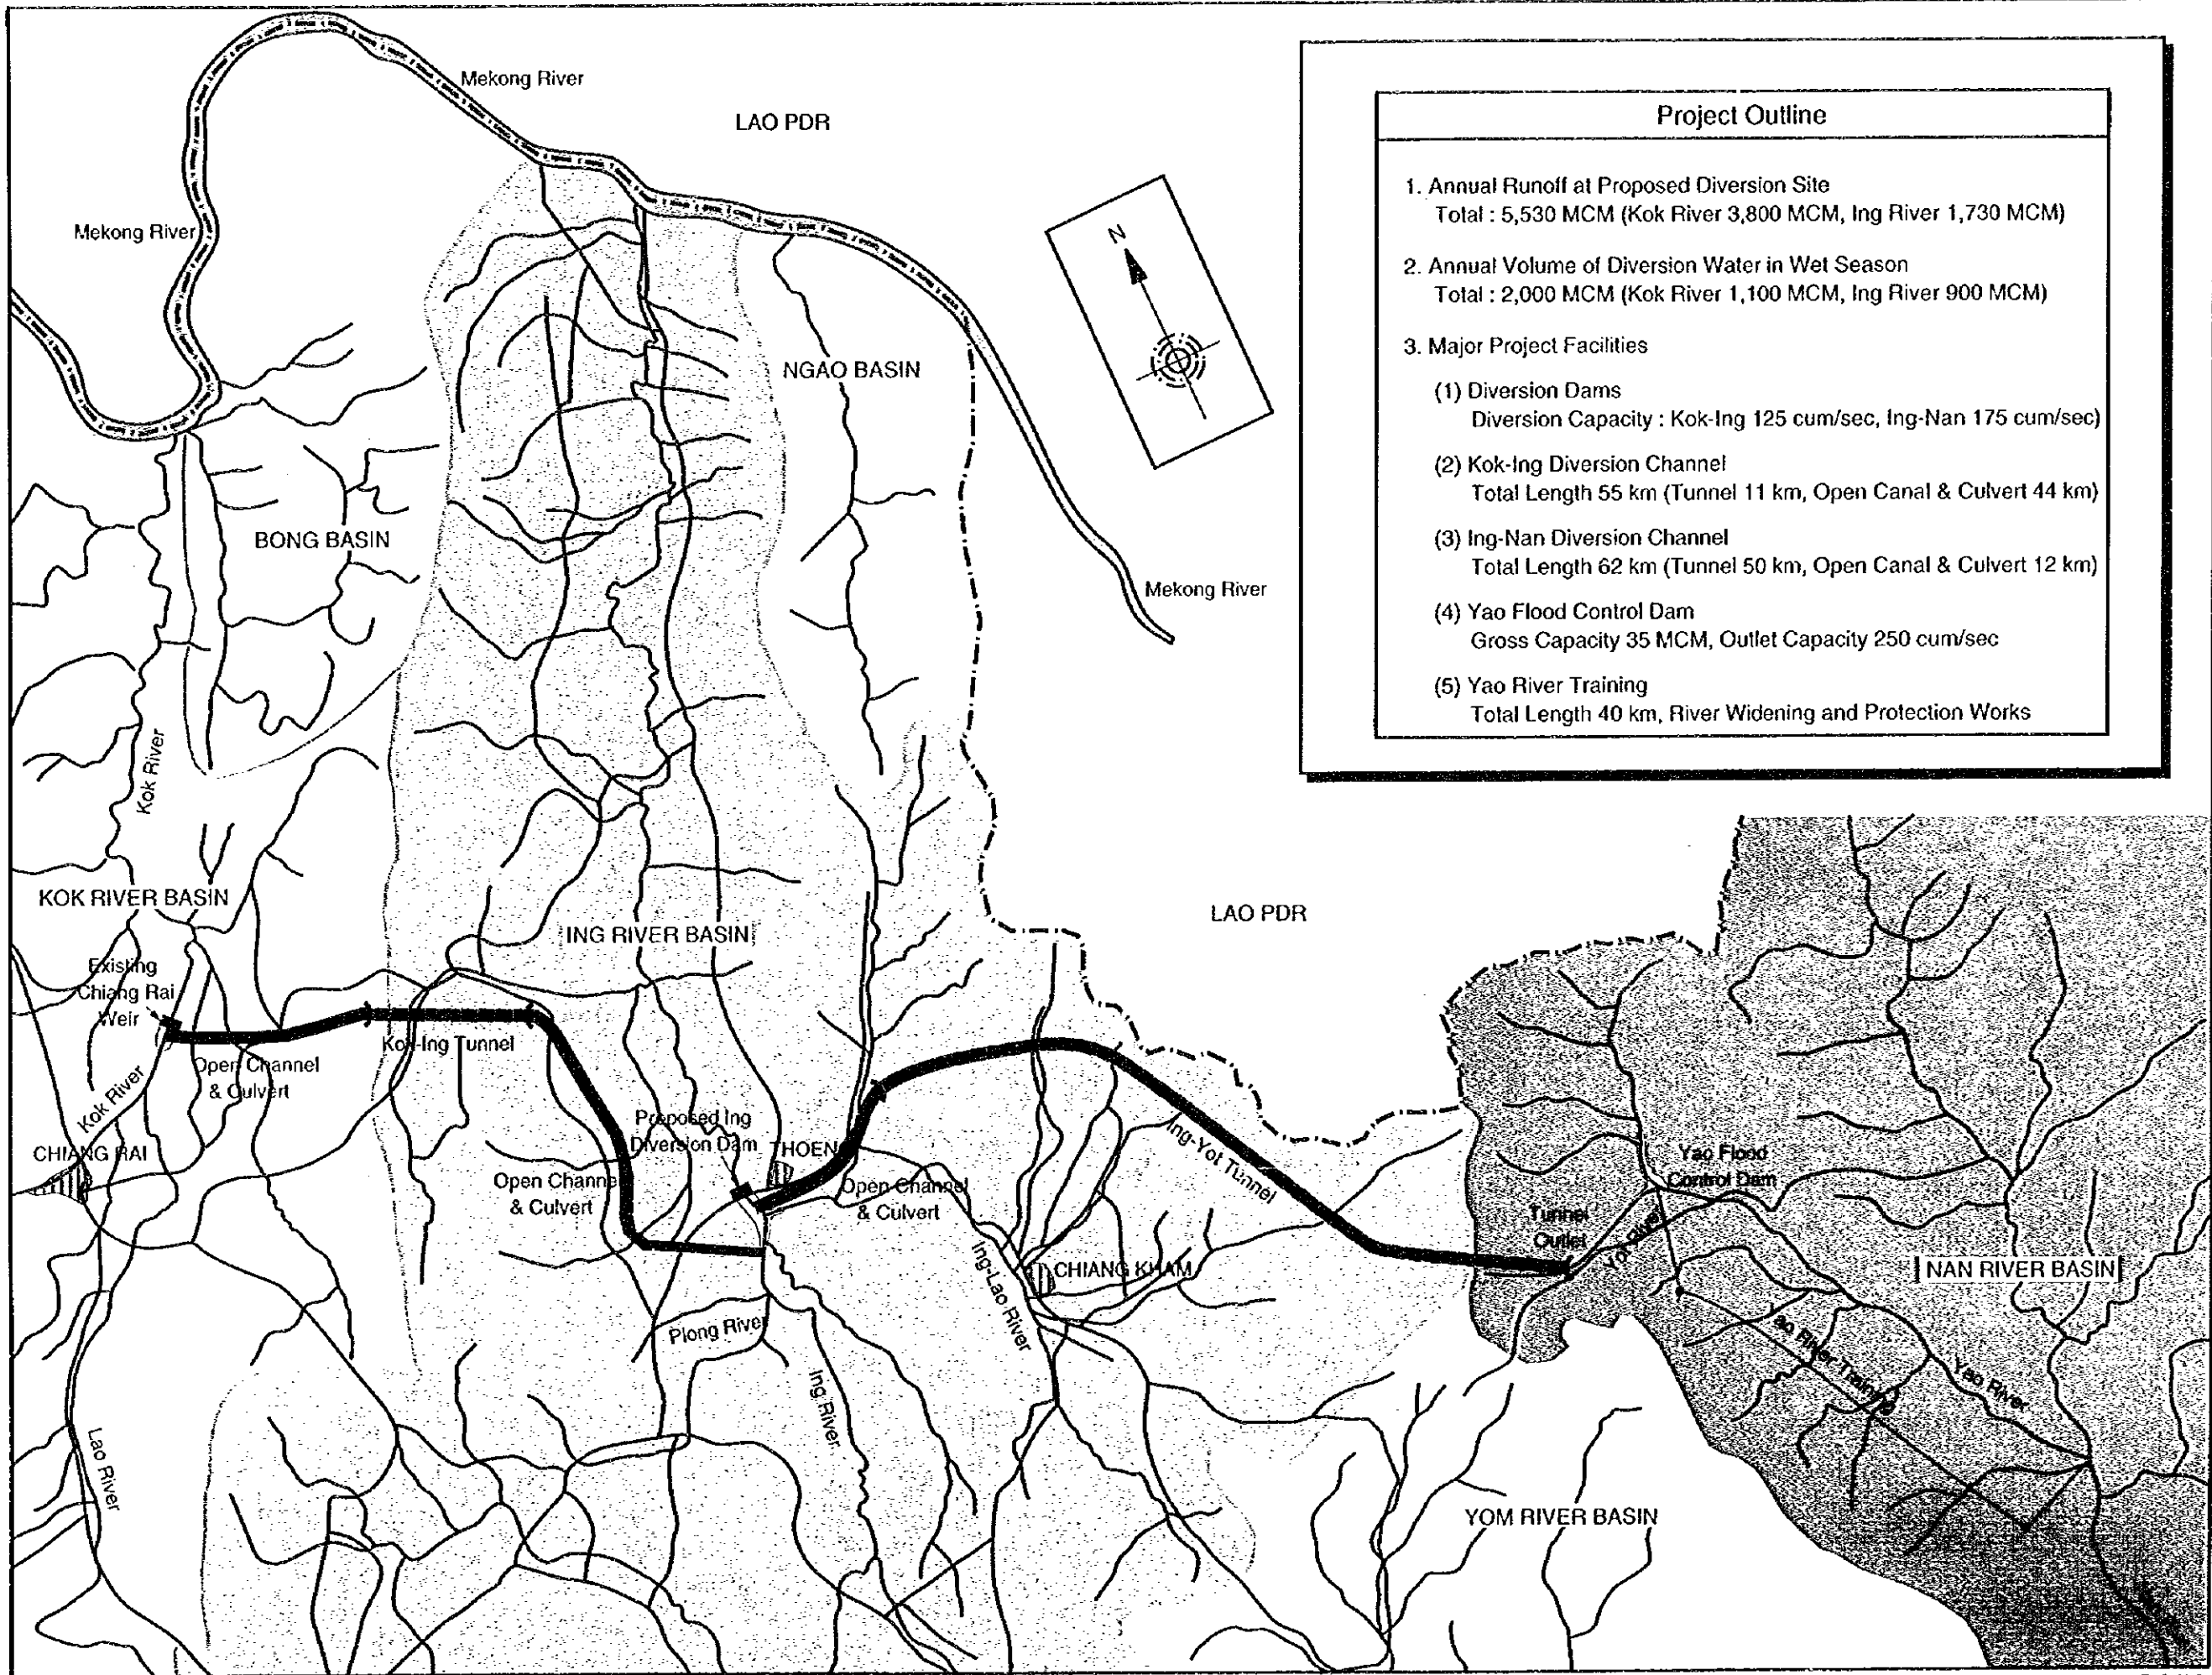 Mekong River
LAO PDR
Mekong River
Project Outline
1. Annual Runoff at Proposed Diversion Site
Total : 5,530 MCM (Kok River 3,800 MCM, Ing River 1,730 MCM)
2. Annual Volume of Diversion Water in Wet Season
Total : 2,000 MCM (Kok River 1,100 MCM, Ing River 900 MCM)
3. Major Project Facilities
(1) Diversion Dams
Diversion Capacity : Kok-Ing 125 cum/sec, Ing-Nan 175 cum/sec)
(2) Kok-Ing Diversion Channel
Total Length 55 km (Tunnel 11 km, Open Canal & Culvert 44 km)
(3) Ing-Nan Diversion Channel
Total Length 62 km (Tunnel 50 km, Open Canal & Culvert 12 km)
(4) Yao Flood Control Dam
Gross Capacity 35 MCM, Outlet Capacity 250 cum/sec
(5) Yao River Training
Total Length 40 km, River Widening and Protection Works
N
NGAO BASIN
BONG BASIN
Mekong River
Kok River
KOK RIVER BASIN
ING RIVER BASIN
LAO PDR
Existing
Chiang Rai
Weir
Kok-Ing Tunnel
Open Channel
& Culvert
Kok River
CHIANG RAI
Proposed Ing
Diversion Dam
THOEN
Open Channel
& Culvert
Open Channel
& Culvert
Ing-Yot Tunnel
Yao Flood
Control Dam
Tunnel
Outlet
Yot River
Ing-Lao River
CHIANG KHAM
NAN RIVER BASIN
Plong River
Ing River
ao River Training
Yao River
Lao River
YOM RIVER BASIN